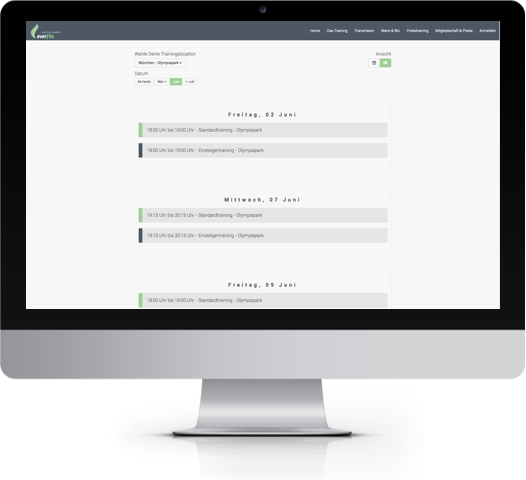 everfits
Home Das Training Trainerteam Wann & Wo Probetraining Mitgliedschaft & Preise Anmelden
Wähle Deine Trainingslocation
Ansicht
München - Olympiapark
Datum
Ab heute Mai Juni Juli
Freitag, 02 Juni
18:00 Uhr bis 19:00 Uhr - Standardtraining - Olympiapark
18:00 Uhr bis 19:00 Uhr - Einsteigertraining - Olympiapark
Mittwoch, 07 Juni
19:15 Uhr bis 20:15 Uhr - Standardtraining - Olympiapark
19:15 Uhr bis 20:15 Uhr - Einsteigertraining - Olympiapark
Freitag, 09 Juni
18:00 Uhr bis 19:00 Uhr - Standardtraining - Olympiapark